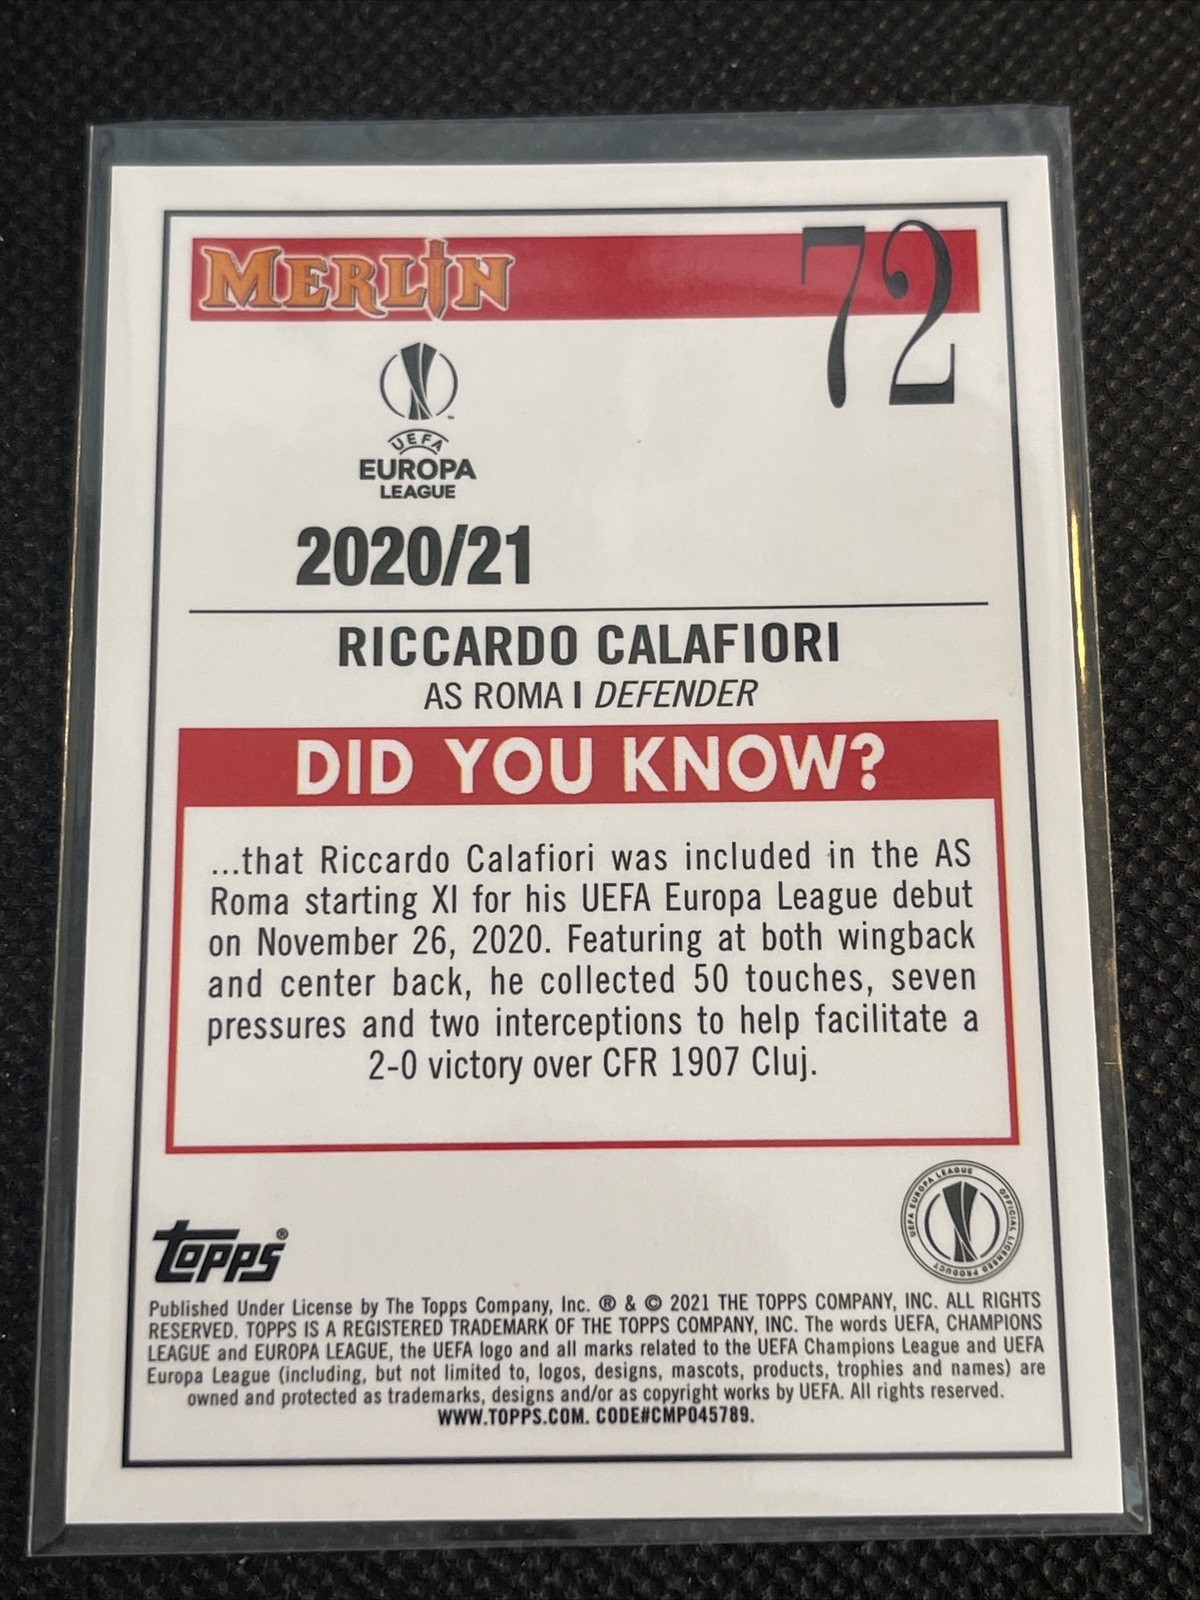 MERLIN
72
UEFA
EUROPA
LEAGUE
2020/21
RICCARDO CALAFIORI
AS ROMA I DEFENDER
DID YOU KNOW?
...that Riccardo Calafiori was included in the AS
Roma starting XI for his UEFA Europa League debut
on November 26, 2020. Featuring at both wingback
and center back, he collected 50 touches, seven
pressures and two interceptions to help facilitate a
2-0 victory over CFR 1907 Cluj.
UEFA EUROPA LEAGUE OFFICIAL LICENSED PRODUCT
Topps®
Published Under License by The Topps Company, Inc. ® & © 2021 THE TOPPS COMPANY, INC. ALL RIGHTS
RESERVED. TOPPS IS A REGISTERED TRADEMARK OF THE TOPPS COMPANY, INC. The words UEFA, CHAMPIONS
LEAGUE and EUROPA LEAGUE, the UEFA logo and all marks related to the UEFA Champions League and UEFA
Europa League (including, but not limited to, logos, designs, mascots, products, trophies and names) are
owned and protected as trademarks, designs and/or as copyright works by UEFA. All rights reserved.
WWW.TOPPS.COM. CODE#CMP045789.